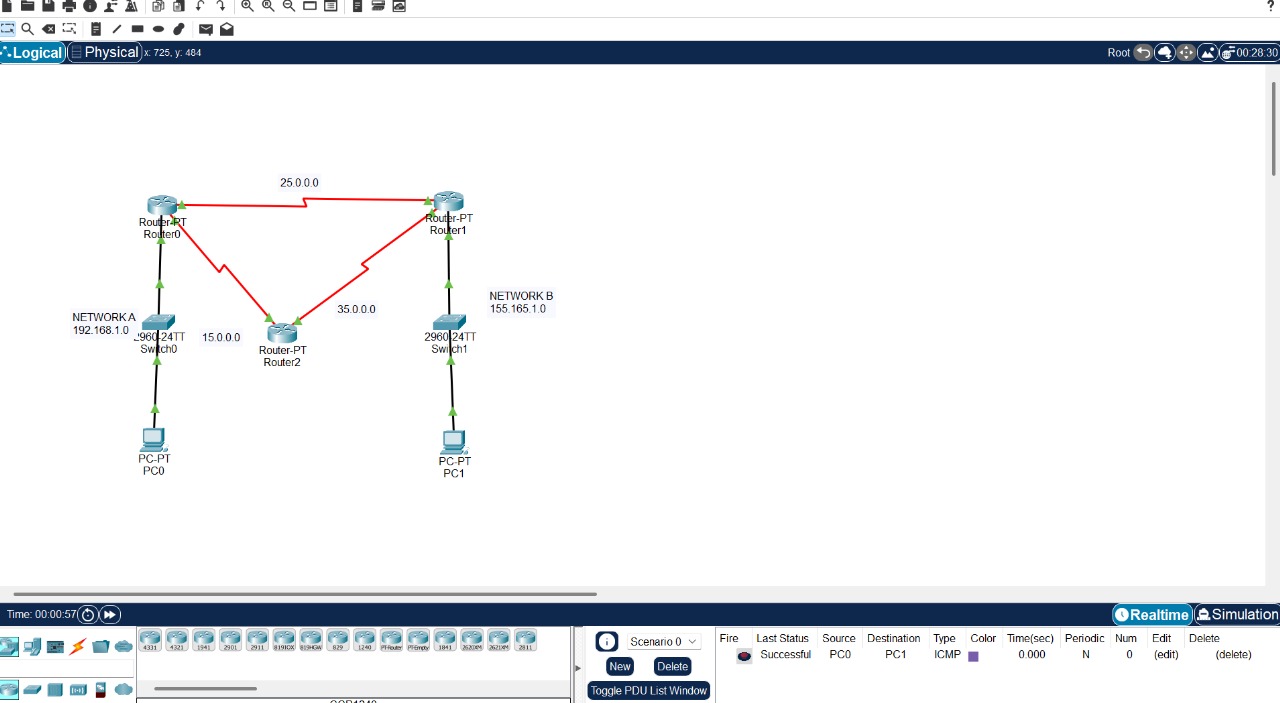 ?
Logical
Physical
x: 725, y: 484
Root
00:28:30
25.0.0.0
Router-PT
Router0
Router-PT
Router1
NETWORK A
192.168.1.0
2960-24TT
Switch0
15.0.0.0
35.0.0.0
Router-PT
Router2
NETWORK B
155.165.1.0
2960-24TT
Switch1
PC-PT
PC0
PC-PT
PC1
Time: 00:00:57
Realtime
Simulation
4331
4321
1941
2901
2911
819IOX
819HGW
829
1240
PT-Router
PT-Empty
1841
2620XM
2621XM
2811
Scenario 0
New
Delete
Toggle PDU List Window
Fire Last Status Source Destination Type Color Time(sec) Periodic Num Edit Delete
Successful PC0 PC1 ICMP 0.000 N 0 (edit) (delete)